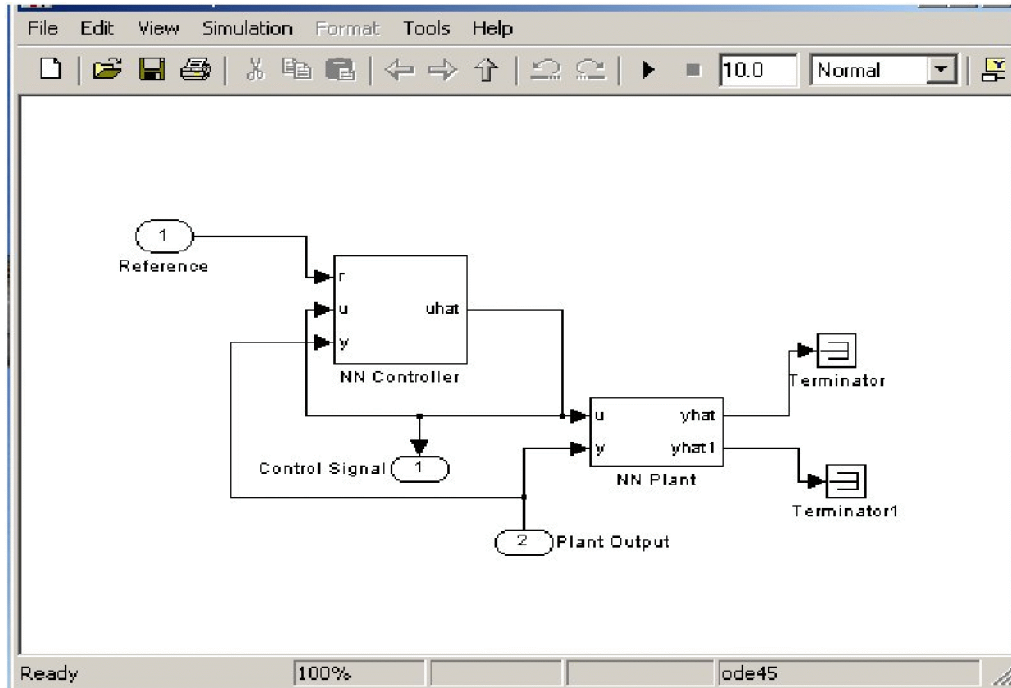 File Edit View Simulation Format Tools Help
10.0 Normal
1
Reference
r
u uhat
y
NN Controller
Terminator
u yhat
y yhat1
Control Signal 1
NN Plant
Terminator1
2 Plant Output
Ready 100% ode45